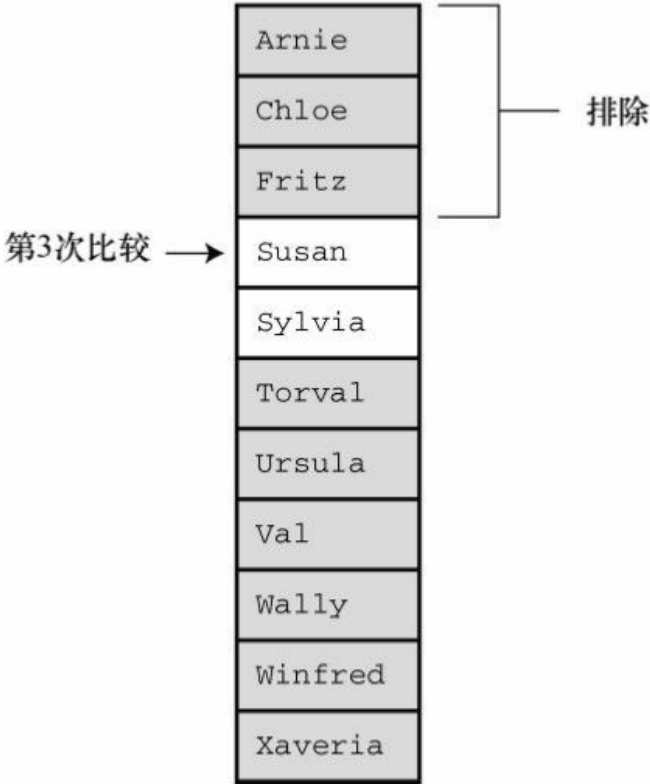 Arnie
Chloe
排除
Fritz
第3次比较
Susan
Sylvia
Torval
Ursula
Val
Wally
Winfred
Xaveria